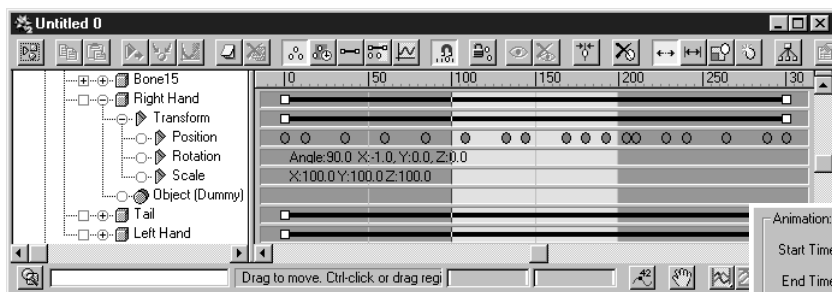 Untitled 0
0 50 100 150 200 250 30
Bone15
Right Hand
Transform
Position
Rotation Angle:90.0 X:-1.0, Y:0.0, Z:0.0
Scale X:100.0 Y:100.0 Z:100.0
Object (Dummy)
Tail
Left Hand
Animation:
Start Time
Drag to move. Ctrl-click or drag regi 42
End Time